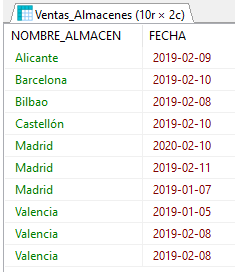 Ventas_Almacenes (10r × 2c)
NOMBRE_ALMACEN FECHA
Alicante 2019-02-09
Barcelona 2019-02-10
Bilbao 2019-02-08
Castellón 2019-02-10
Madrid 2020-02-10
Madrid 2019-02-11
Madrid 2019-01-07
Valencia 2019-01-05
Valencia 2019-02-08
Valencia 2019-02-08